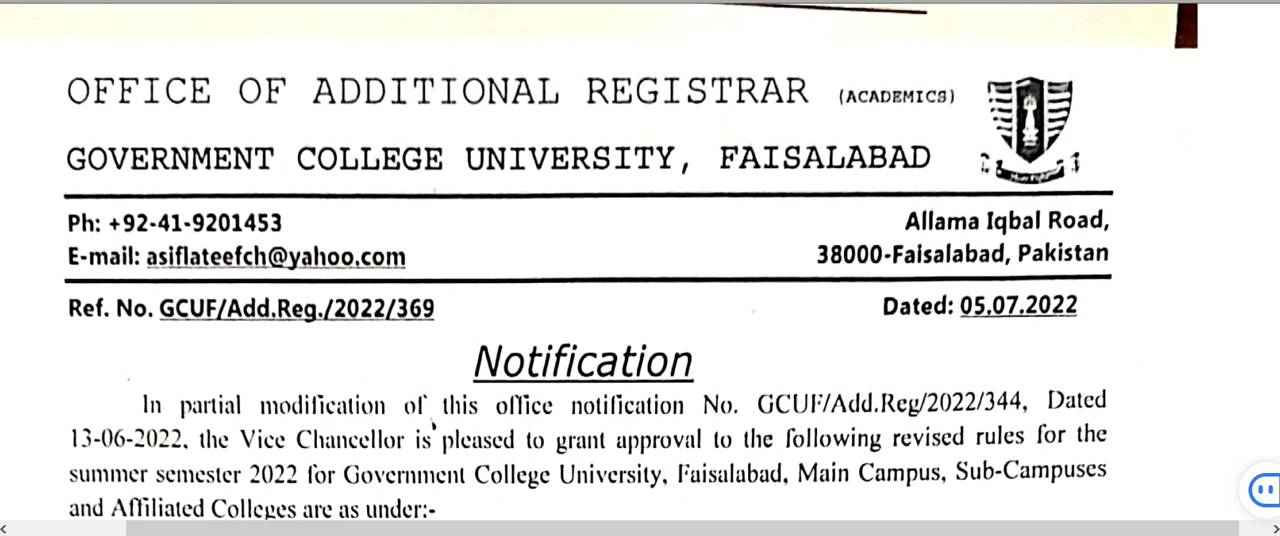 OFFICE OF ADDITIONAL REGISTRAR (ACADEMICS)
GOVERNMENT COLLEGE UNIVERSITY, FAISALABAD
Ph: +92-41-9201453
Allama Iqbal Road,
E-mail: asiflateefch@yahoo.com
38000-Faisalabad, Pakistan
Ref. No. GCUF/Add.Reg./2022/369
Dated: 05.07.2022
Notification
In partial modification of this office notification No. GCUF/Add.Reg/2022/344, Dated
13-06-2022, the Vice Chancellor is pleased to grant approval to the following revised rules for the
summer semester 2022 for Government College University, Faisalabad, Main Campus, Sub-Campuses
and Affiliated Colleges are as under:-